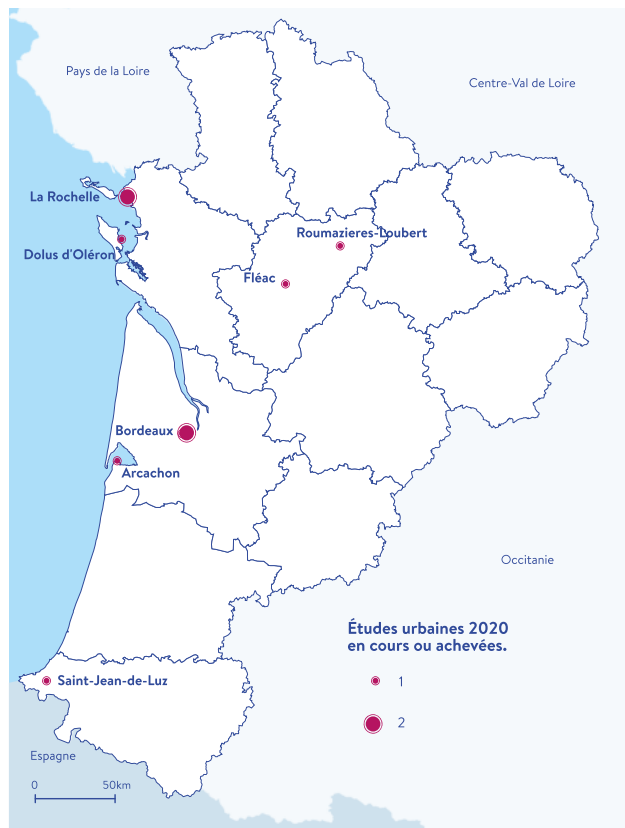 Pays de la Loire
Centre-Val de Loire
La Rochelle
Roumazieres-Loubert
Dolus d'Oléron
Fléac
Bordeaux
Arcachon
Occitanie
Études urbaines 2020
en cours ou achevées.
1
Saint-Jean-de-Luz
2
Espagne
0 50km